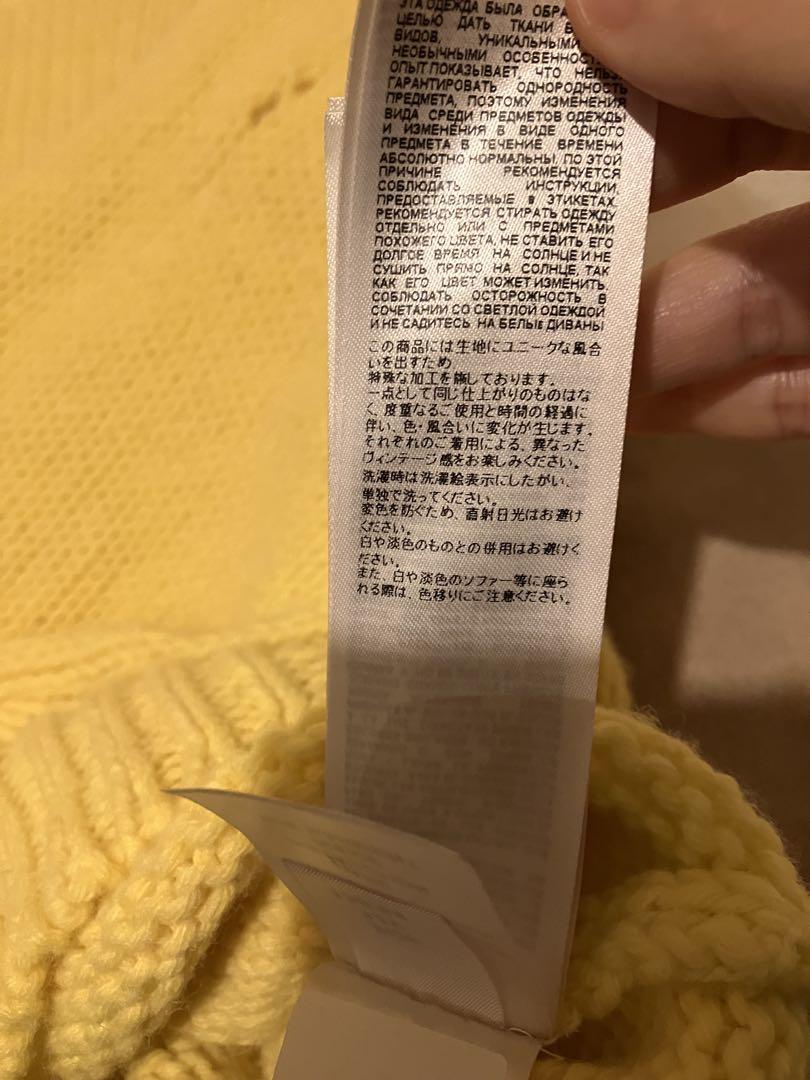 ЭТА ОДЕЖДА БЫЛА
ЦЕЛЬЮ ДАТЬ ТКАНИ
ВИДОВ, УНИКАЛЬНЫМИ
НЕОБЫЧНЫМИ
ОПЫТ ПОКАЗЫВАЕТ, ЧТО
ГАРАНТИРОВАТЬ ОДНОРОДНОСТЬ
ПРЕДМЕТА, ПОЭТОМУ ИЗМЕНЕНИЯ
ВИДА СРЕДИ ПРЕДМЕТОВ ОДЕЖДЫ
И ИЗМЕНЕНИЯ В ВИДЕ ОДНОГО
ПРЕДМЕТА В ТЕЧЕНИЕ ВРЕМЕНИ
АБСОЛЮТНО НОРМАЛЬНЫ. ПО ЭТОЙ
ПРИЧИНЕ РЕКОМЕНДУЕТСЯ
СОБЛЮДАТЬ ИНСТРУКЦИИ,
ПРЕДОСТАВЛЯЕМЫЕ В ЭТИКЕТАХ.
РЕКОМЕНДУЕТСЯ СТИРАТЬ ОДЕЖДУ
ОТДЕЛЬНО ИЛИ С ПРЕДМЕТАМИ
ПОХОЖЕГО ЦВЕТА, НЕ СТАВИТЬ ЕГО
ДОЛГОЕ ВРЕМЯ НА СОЛНЦЕ И НЕ
СУШИТЬ ПРЯМО НА СОЛНЦЕ, ТАК
КАК ЕГО ЦВЕТ МОЖЕТ ИЗМЕНИТЬ
СОБЛЮДАТЬ ОСТОРОЖНОСТЬ В
СОЧЕТАНИИ СО СВЕТЛОЙ ОДЕЖДОЙ
И НЕ САДИТЕСЬ НА БЕЛЫЕ ДИВАНЫ
この商品には生地にユニークな風合
いを出すため
特殊な加工を施しております。
一点として同じ仕上がりのものはな
く、度重なるご使用と時間の経過に
伴い、色・風合いに変化が生じます。
それぞれのご着用による、異なった
ヴィンテージ感をお楽しみください。
洗濯時は洗濯絵表示にしたがい、
単独で洗ってください。
変色を防ぐため、直射日光はお避け
ください。
白や淡色のものとの併用はお避けく
ださい。
また、白や淡色のソファー等に座ら
れる際は、色移りにご注意ください。